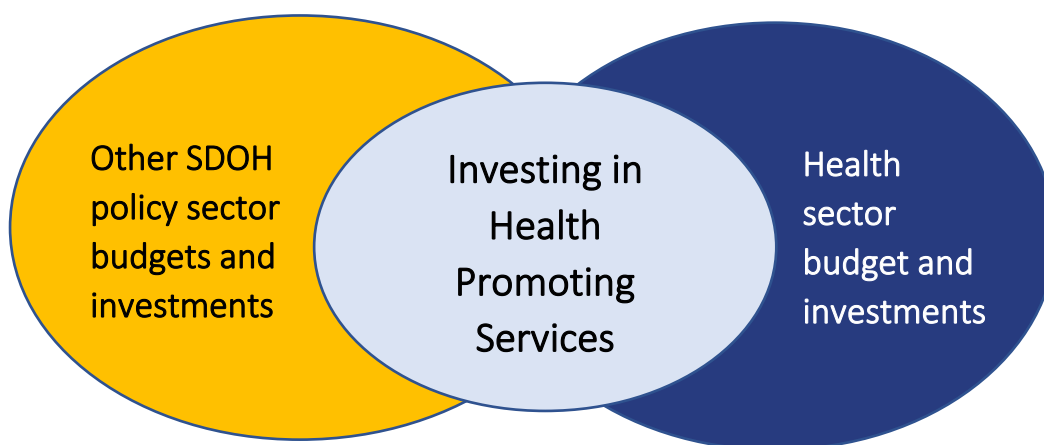 Other SDOH
policy sector
budgets and
investments
Investing in
Health
Promoting
Services
Health
sector
budget and
investments